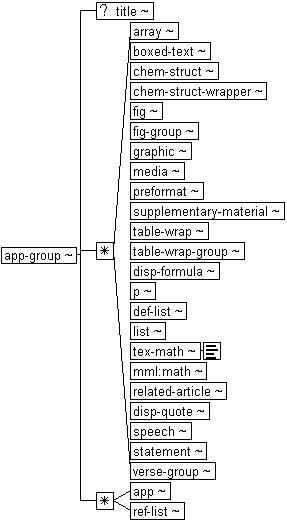 ? title ~
array ~
boxed-text ~
chem-struct ~
chem-struct-wrapper ~
fig ~
fig-group ~
graphic ~
media ~
preformat ~
supplementary-material ~
table-wrap ~
app-group ~ * table-wrap-group ~
disp-formula ~
p ~
def-list ~
list ~
tex-math ~
mml:math ~
related-article ~
disp-quote ~
speech ~
statement ~
verse-group ~
* app ~
ref-list ~